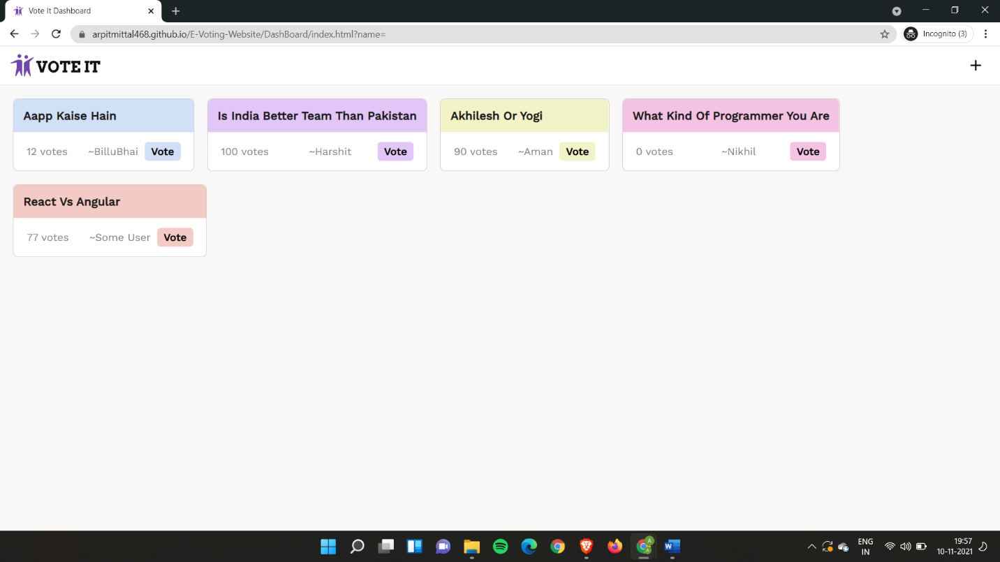 Vote It Dashboard
arpitmittal468.github.io/E-Voting-Website/DashBoard/index.html?name=
Incognito (3)
VOTE IT
Aapp Kaise Hain
12 votes ~BilluBhai Vote
Is India Better Team Than Pakistan
100 votes ~Harshit Vote
Akhilesh Or Yogi
90 votes ~Aman Vote
What Kind Of Programmer You Are
0 votes ~Nikhil Vote
React Vs Angular
77 votes ~Some User Vote
ENG
IN
19:57
10-11-2021